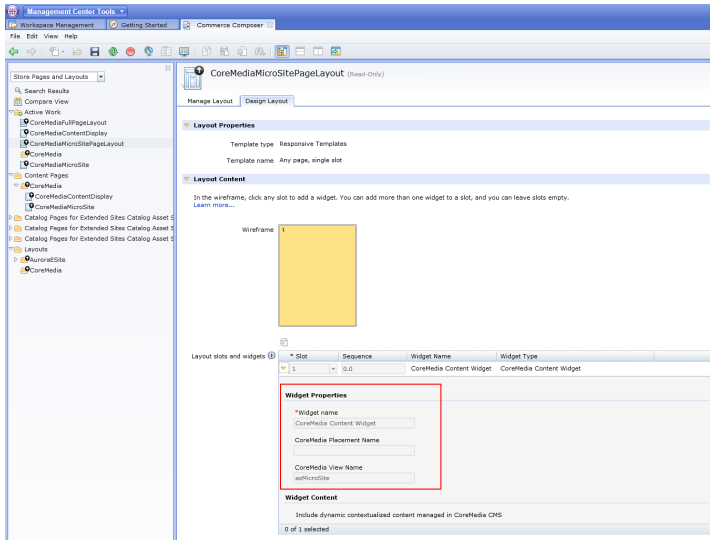 Management Center Tools
Workspace Management
Getting Started
Commerce Composer
File Edit View Help
Store Pages and Layouts
Search Results
Compare View
Active Work
CoreMediaFullPageLayout
CoreMediaContentDisplay
CoreMediaMicroSitePageLayout
CoreMedia
CoreMediaMicroSite
Content Pages
CoreMedia
CoreMediaContentDisplay
CoreMediaMicroSite
Catalog Pages for Extended Sites Catalog Asset S
Catalog Pages for Extended Sites Catalog Asset S
Catalog Pages for Extended Sites Catalog Asset S
Layouts
AuroraESite
CoreMedia
CoreMediaMicroSitePageLayout (Read-Only)
Manage Layout
Design Layout
Layout Properties
Template type Responsive Templates
Template name Any page, single slot
Layout Content
In the wireframe, click any slot to add a widget. You can add more than one widget to a slot, and you can leave slots empty.
Learn more...
Wireframe
1
Layout slots and widgets
* Slot Sequence Widget Name Widget Type
1 0.0 CoreMedia Content Widget CoreMedia Content Widget
Widget Properties
*Widget name
CoreMedia Content Widget
CoreMedia Placement Name
CoreMedia View Name
asMicroSite
Widget Content
Include dynamic contextualized content managed in CoreMedia CMS
0 of 1 selected